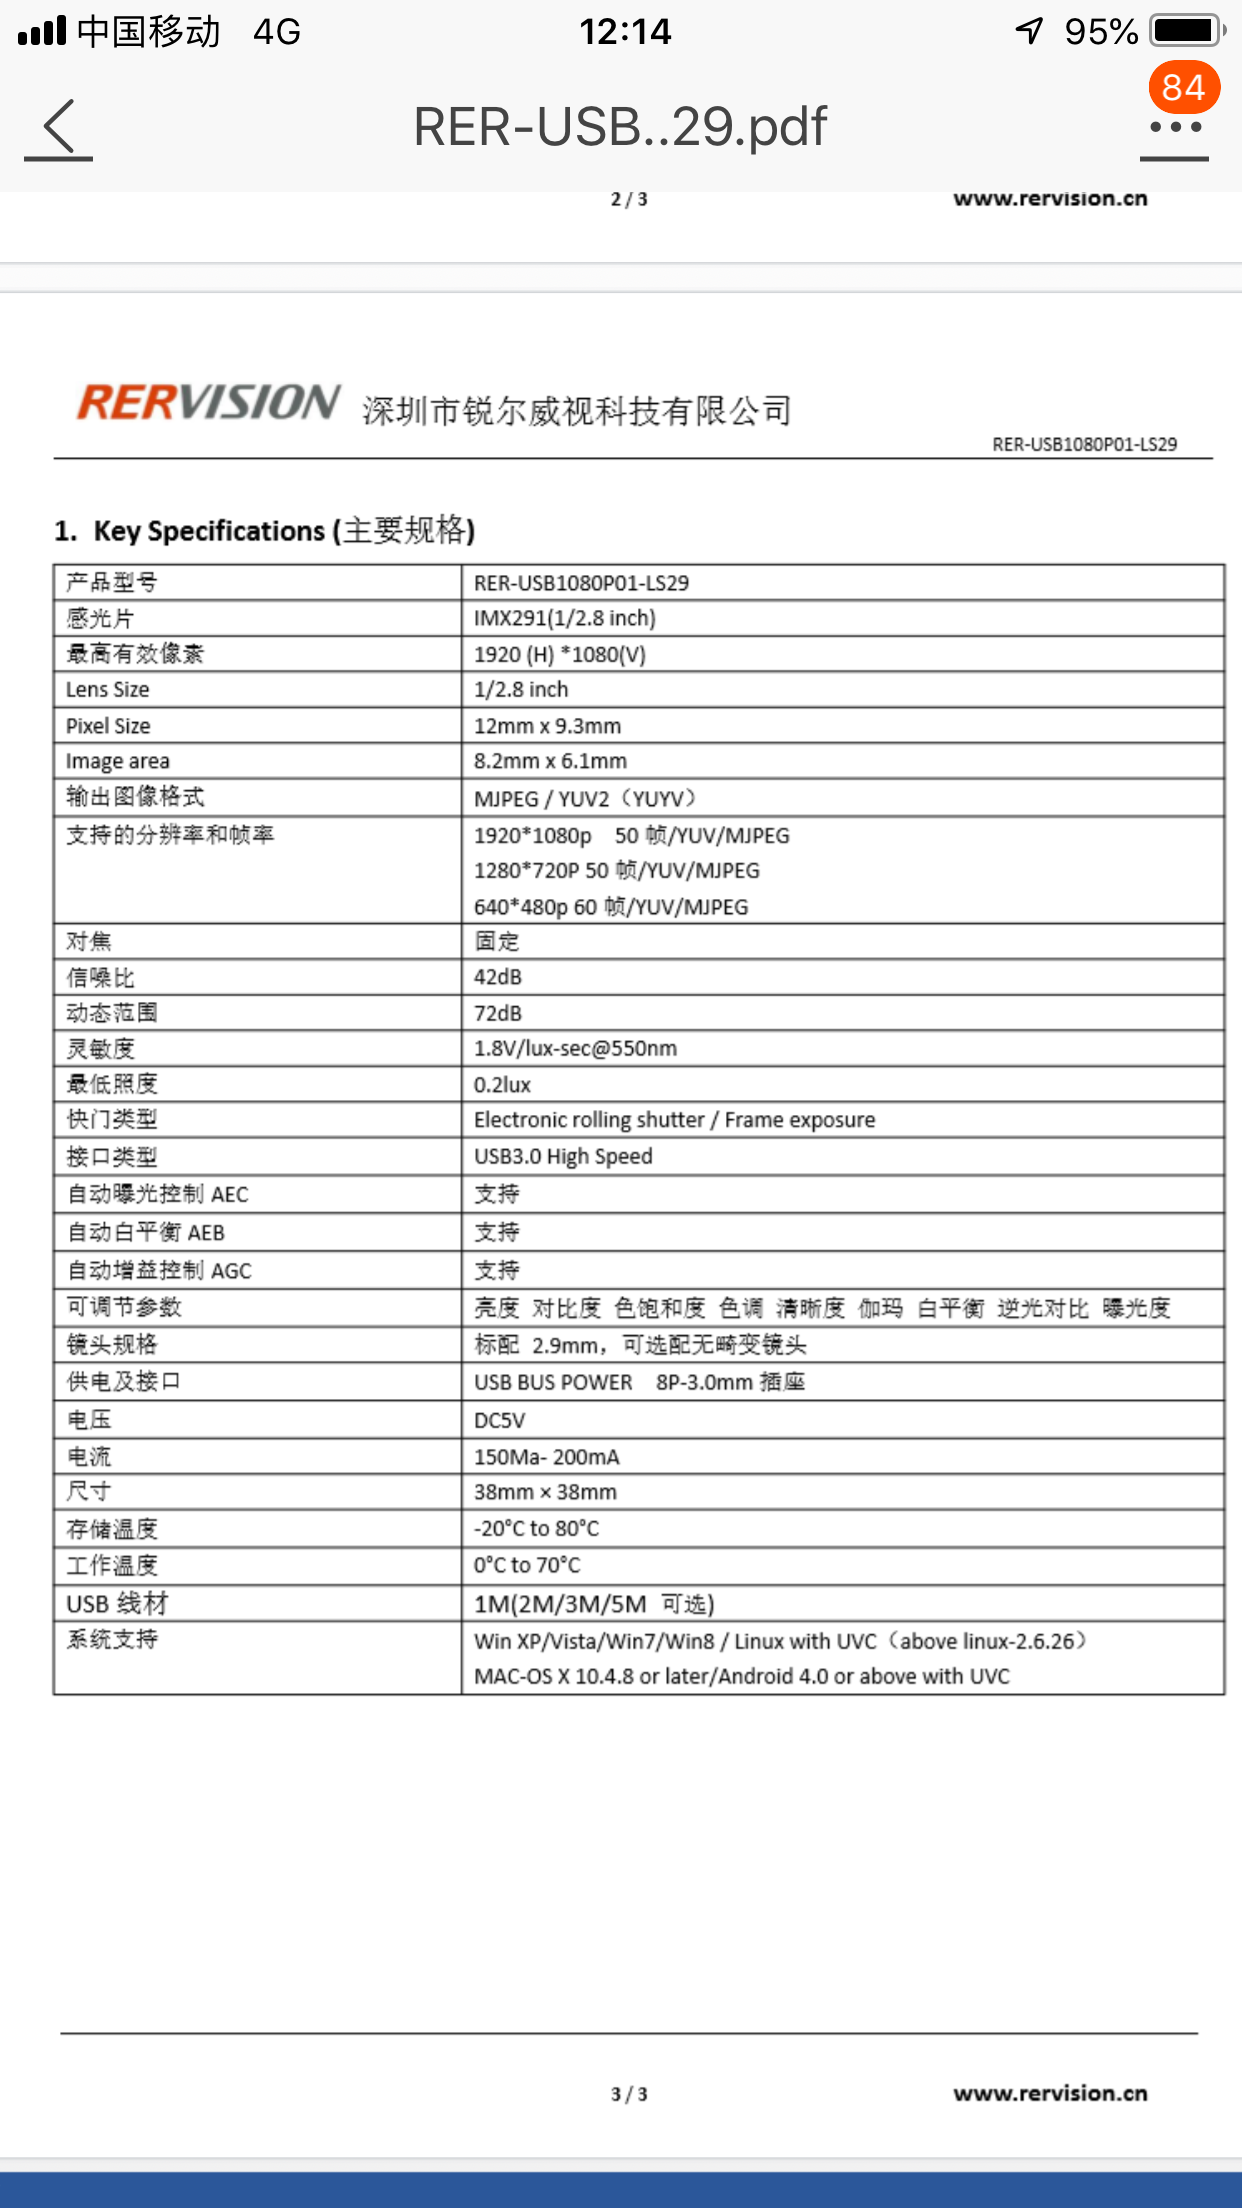 中国移动 4G 12:14 95%
84
RER-USB..29.pdf
2 / 3 www.rervision.cn
RERVISION 深圳市锐尔威视科技有限公司
RER-USB1080P01-LS29
1. Key Specifications (主要规格)
产品型号 RER-USB1080P01-LS29
感光片 IMX291(1/2.8 inch)
最高有效像素 1920 (H) *1080(V)
Lens Size 1/2.8 inch
Pixel Size 12mm x 9.3mm
Image area 8.2mm x 6.1mm
输出图像格式 MJPEG / YUV2（YUYV）
支持的分辨率和帧率 1920*1080p 50 帧/YUV/MJPEG
1280*720P 50 帧/YUV/MJPEG
640*480p 60 帧/YUV/MJPEG
对焦 固定
信噪比 42dB
动态范围 72dB
灵敏度 1.8V/lux-sec@550nm
最低照度 0.2lux
快门类型 Electronic rolling shutter / Frame exposure
接口类型 USB3.0 High Speed
自动曝光控制 AEC 支持
自动白平衡 AEB 支持
自动增益控制 AGC 支持
可调节参数 亮度 对比度 色饱和度 色调 清晰度 伽玛 白平衡 逆光对比 曝光度
镜头规格 标配 2.9mm，可选配无畸变镜头
供电及接口 USB BUS POWER 8P-3.0mm 插座
电压 DC5V
电流 150Ma- 200mA
尺寸 38mm × 38mm
存储温度 -20°C to 80°C
工作温度 0°C to 70°C
USB 线材 1M(2M/3M/5M 可选)
系统支持 Win XP/Vista/Win7/Win8 / Linux with UVC（above linux-2.6.26）
MAC-OS X 10.4.8 or later/Android 4.0 or above with UVC
3 / 3 www.rervision.cn